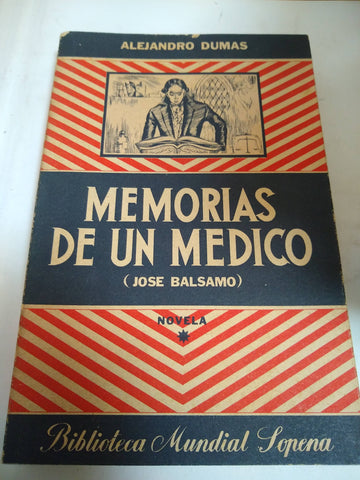 ALEJANDRO DUMAS
MEMORIAS
DE UN MEDICO
(JOSE BALSAMO)
NOVELA
Biblioteca Mundial Sopena